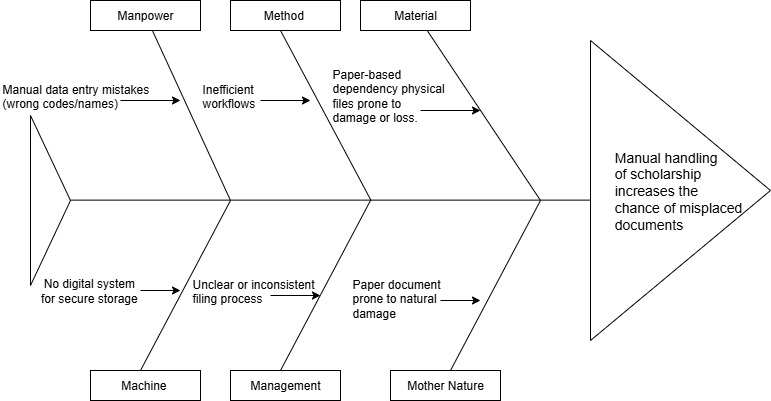 Manpower
Method
Material
Manual data entry mistakes
(wrong codes/names)
Inefficient
workflows
Paper-based
dependency physical
files prone to
damage or loss.
Manual handling
of scholarship
increases the
chance of misplaced
documents
No digital system
for secure storage
Unclear or inconsistent
filing process
Paper document
prone to natural
damage
Machine
Management
Mother Nature